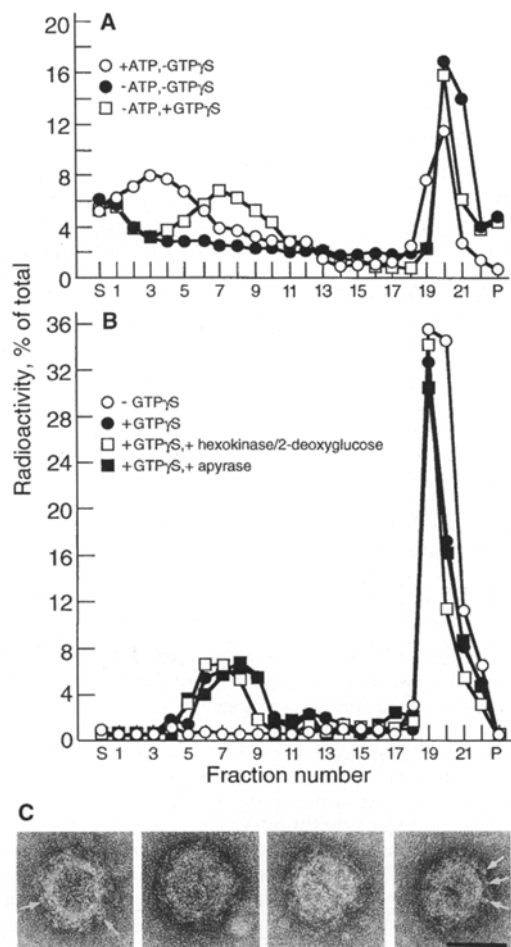 A
20
16
12
8
4
0
+ATP,-GTPγS
-ATP,-GTPγS
-ATP,+GTPγS
S 1 3 5 7 9 11 13 15 17 19 21 P
B
36
32
28
24
20
16
12
8
4
0
- GTPγS
+GTPγS
+GTPγS,+ hexokinase/2-deoxyglucose
+GTPγS,+ apyrase
S 1 3 5 7 9 11 13 15 17 19 21 P
Radioactivity, % of total
Fraction number
C